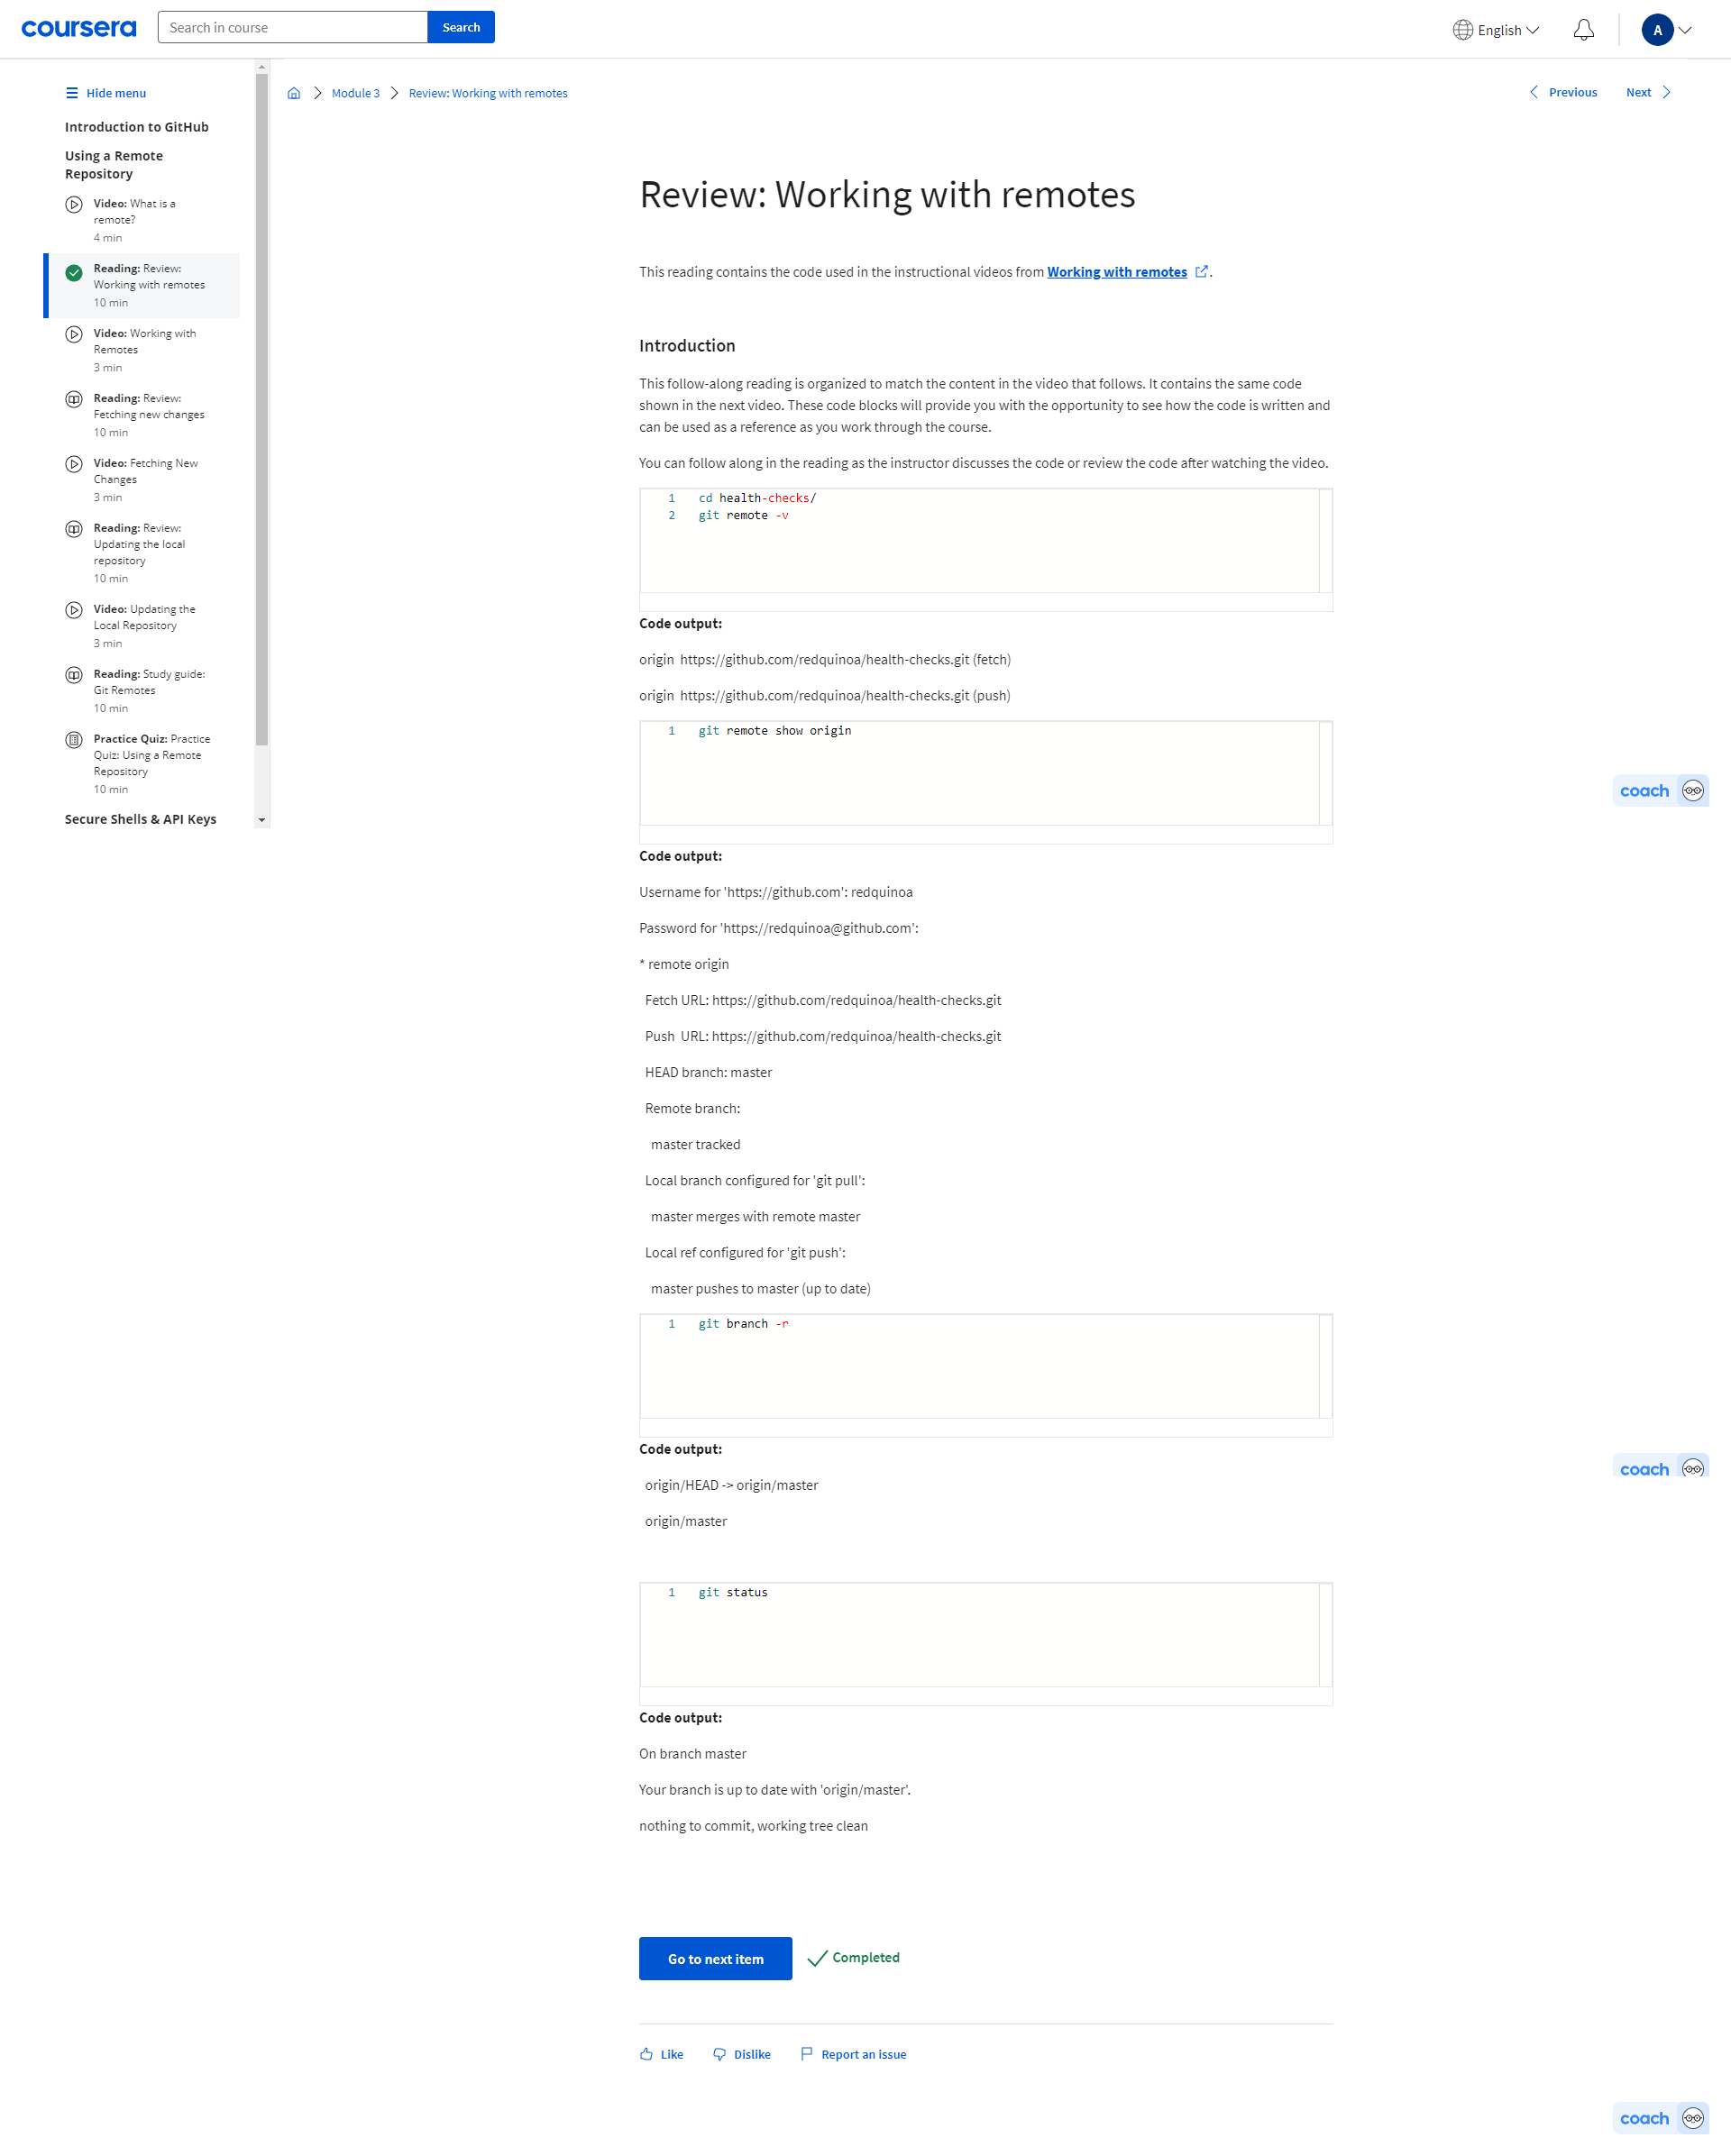 coursera
Search in course
Search
English
A
Hide menu
Introduction to GitHub
Using a Remote
Repository
Video: What is a
remote?
4 min
Reading: Review:
Working with remotes
10 min
Video: Working with
Remotes
3 min
Reading: Review:
Fetching new changes
10 min
Video: Fetching New
Changes
3 min
Reading: Review:
Updating the local
repository
10 min
Video: Updating the
Local Repository
3 min
Reading: Study guide:
Git Remotes
10 min
Practice Quiz: Practice
Quiz: Using a Remote
Repository
10 min
Secure Shells & API Keys
Module 3
Review: Working with remotes
Previous
Next
Review: Working with remotes
This reading contains the code used in the instructional videos from Working with remotes .
Introduction
This follow-along reading is organized to match the content in the video that follows. It contains the same code
shown in the next video. These code blocks will provide you with the opportunity to see how the code is written and
can be used as a reference as you work through the course.
You can follow along in the reading as the instructor discusses the code or review the code after watching the video.
1 cd health-checks/
2 git remote -v
Code output:
origin  https://github.com/redquinoa/health-checks.git (fetch)
origin  https://github.com/redquinoa/health-checks.git (push)
1 git remote show origin
coach
Code output:
Username for 'https://github.com': redquinoa
Password for 'https://redquinoa@github.com':
* remote origin
Fetch URL: https://github.com/redquinoa/health-checks.git
Push  URL: https://github.com/redquinoa/health-checks.git
HEAD branch: master
Remote branch:
master tracked
Local branch configured for 'git pull':
master merges with remote master
Local ref configured for 'git push':
master pushes to master (up to date)
1 git branch -r
Code output:
coach
origin/HEAD -> origin/master
origin/master
1 git status
Code output:
On branch master
Your branch is up to date with 'origin/master'.
nothing to commit, working tree clean
Go to next item
Completed
Like
Dislike
Report an issue
coach